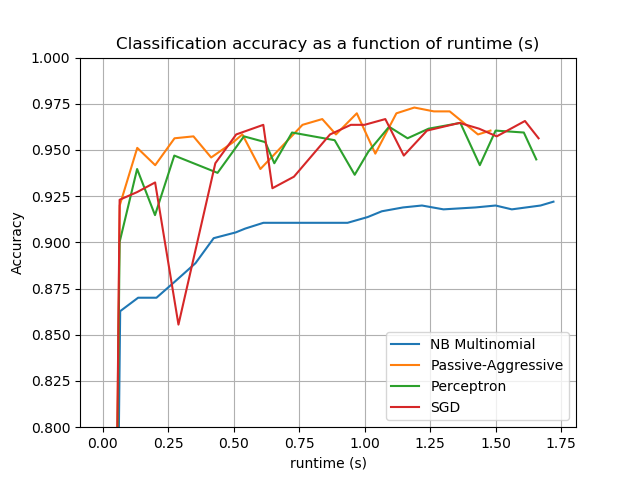 Classification accuracy as a function of runtime (s)
1.000
0.975
0.950
0.925
0.900
0.875
0.850
0.825
0.800
Accuracy
NB Multinomial
Passive-Aggressive
Perceptron
SGD
0.00 0.25 0.50 0.75 1.00 1.25 1.50 1.75
runtime (s)